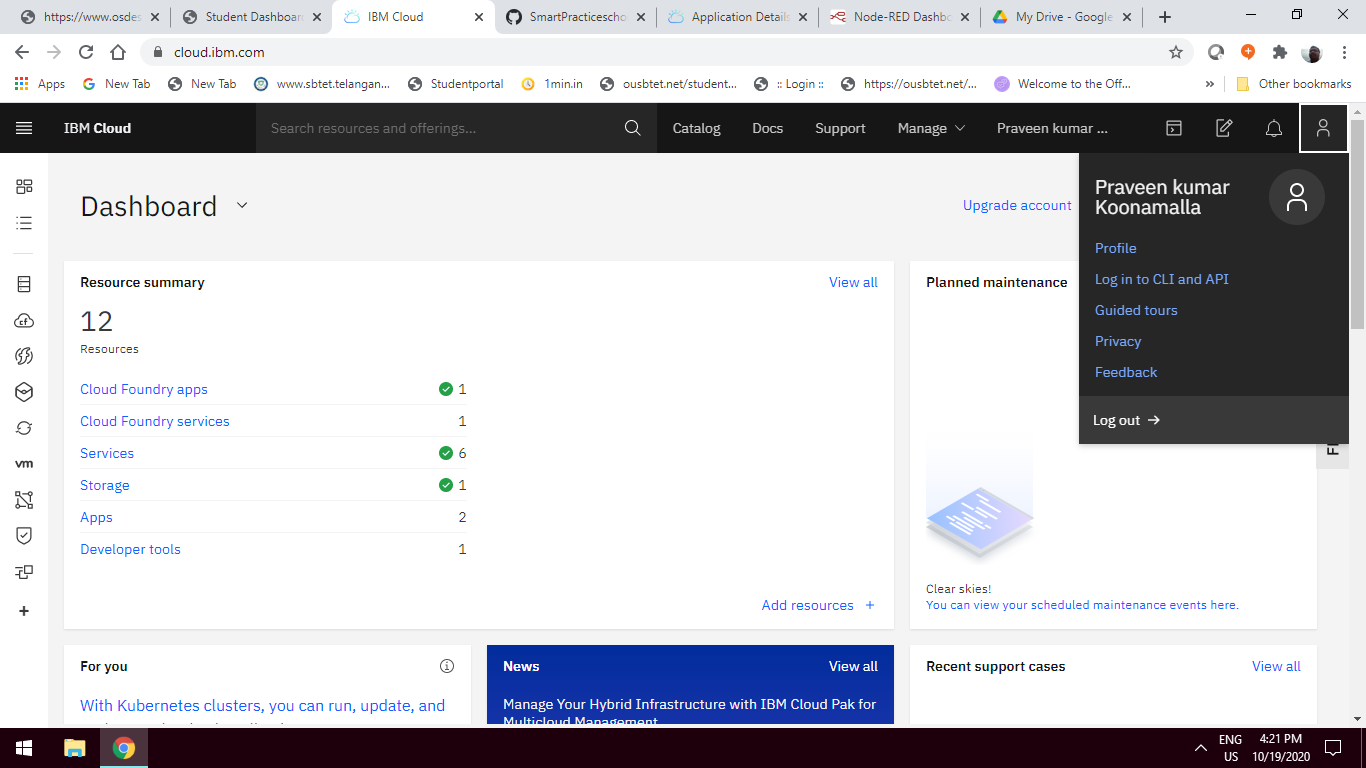 https://www.osdes
Student Dashboard
IBM Cloud
SmartPracticescho
Application Details
Node-RED Dashbo
My Drive - Google
cloud.ibm.com
Apps
New Tab
New Tab
www.sbtet.telangan...
Studentportal
1min.in
ousbtet.net/student...
:: Login ::
https://ousbtet.net/...
Welcome to the Off...
»
Other bookmarks
IBM Cloud
Search resources and offerings...
Catalog
Docs
Support
Manage
Praveen kumar ...
Dashboard
Upgrade account
Praveen kumar
Koonamalla
Profile
Log in to CLI and API
Guided tours
Privacy
Feedback
Log out →
Resource summary
View all
12
Resources
Cloud Foundry apps 1
Cloud Foundry services 1
Services 6
Storage 1
Apps 2
Developer tools 1
Add resources +
Planned maintenance
Clear skies!
You can view your scheduled maintenance events here.
cf
vm
For you
With Kubernetes clusters, you can run, update, and
News
View all
Manage Your Hybrid Infrastructure with IBM Cloud Pak for
Multicloud Management
Recent support cases
View all
ENG
US
4:21 PM
10/19/2020